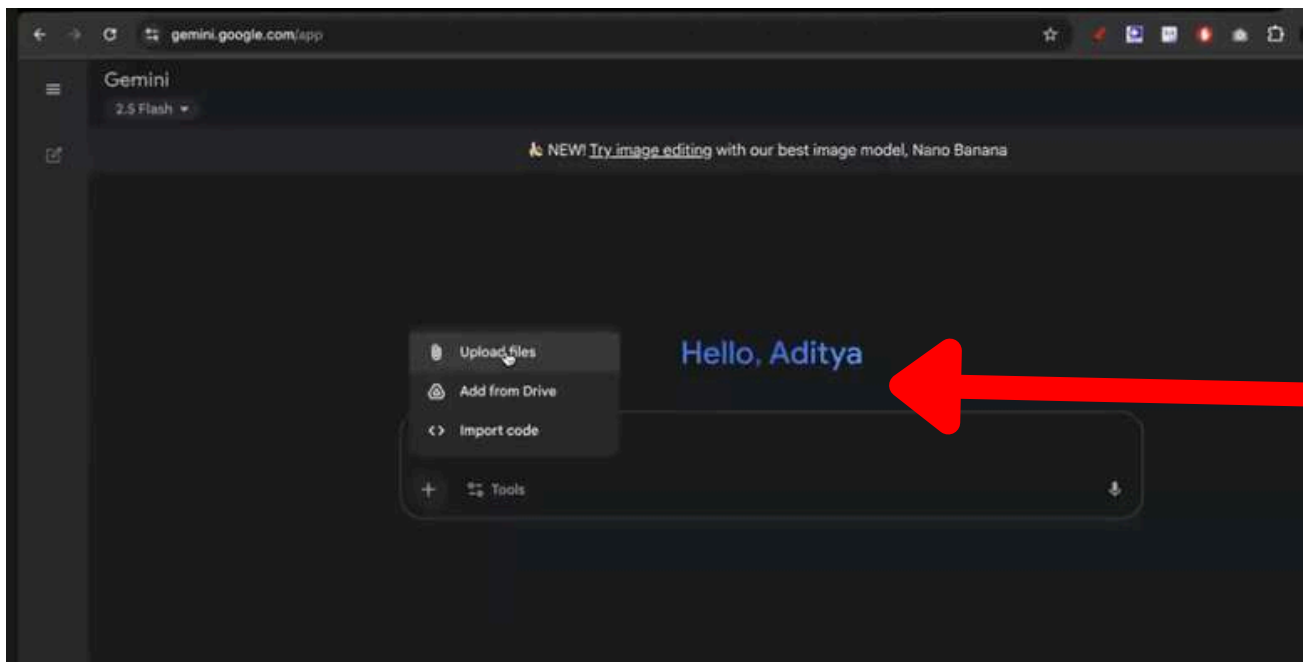 gemini.google.com/app
Gemini
2.5 Flash
NEW! Try image editing with our best image model, Nano Banana
Hello, Aditya
Upload files
Add from Drive
Import code
Tools